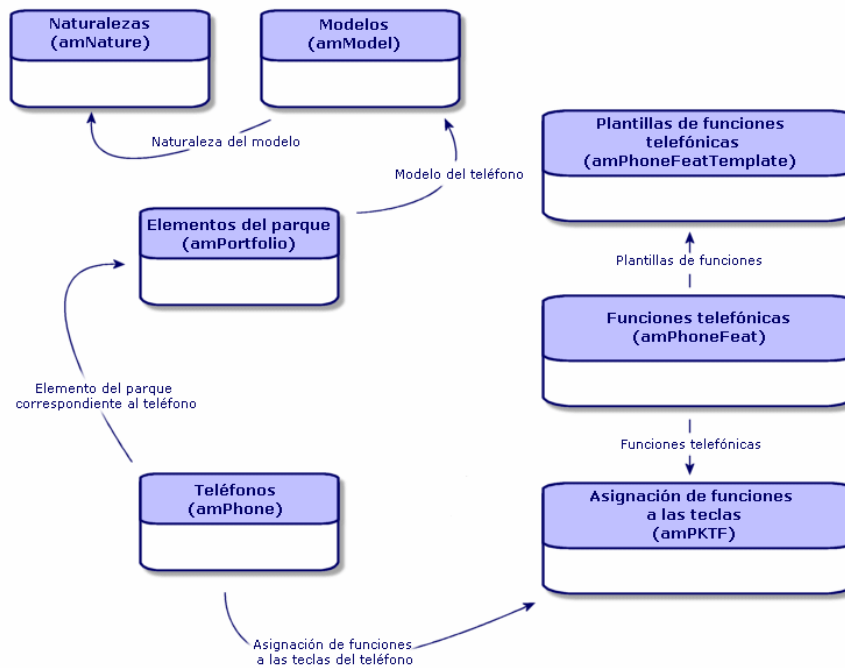 Naturalezas
(amNature)
Modelos
(amModel)
Naturaleza del modelo
Plantillas de funciones
telefónicas
(amPhoneFeatTemplate)
Modelo del teléfono
Elementos del parque
(amPortfolio)
Plantillas de funciones
Funciones telefónicas
(amPhoneFeat)
Elemento del parque
correspondiente al teléfono
Funciones telefónicas
Teléfonos
(amPhone)
Asignación de funciones
a las teclas
(amPKTF)
Asignación de funciones
a las teclas del teléfono